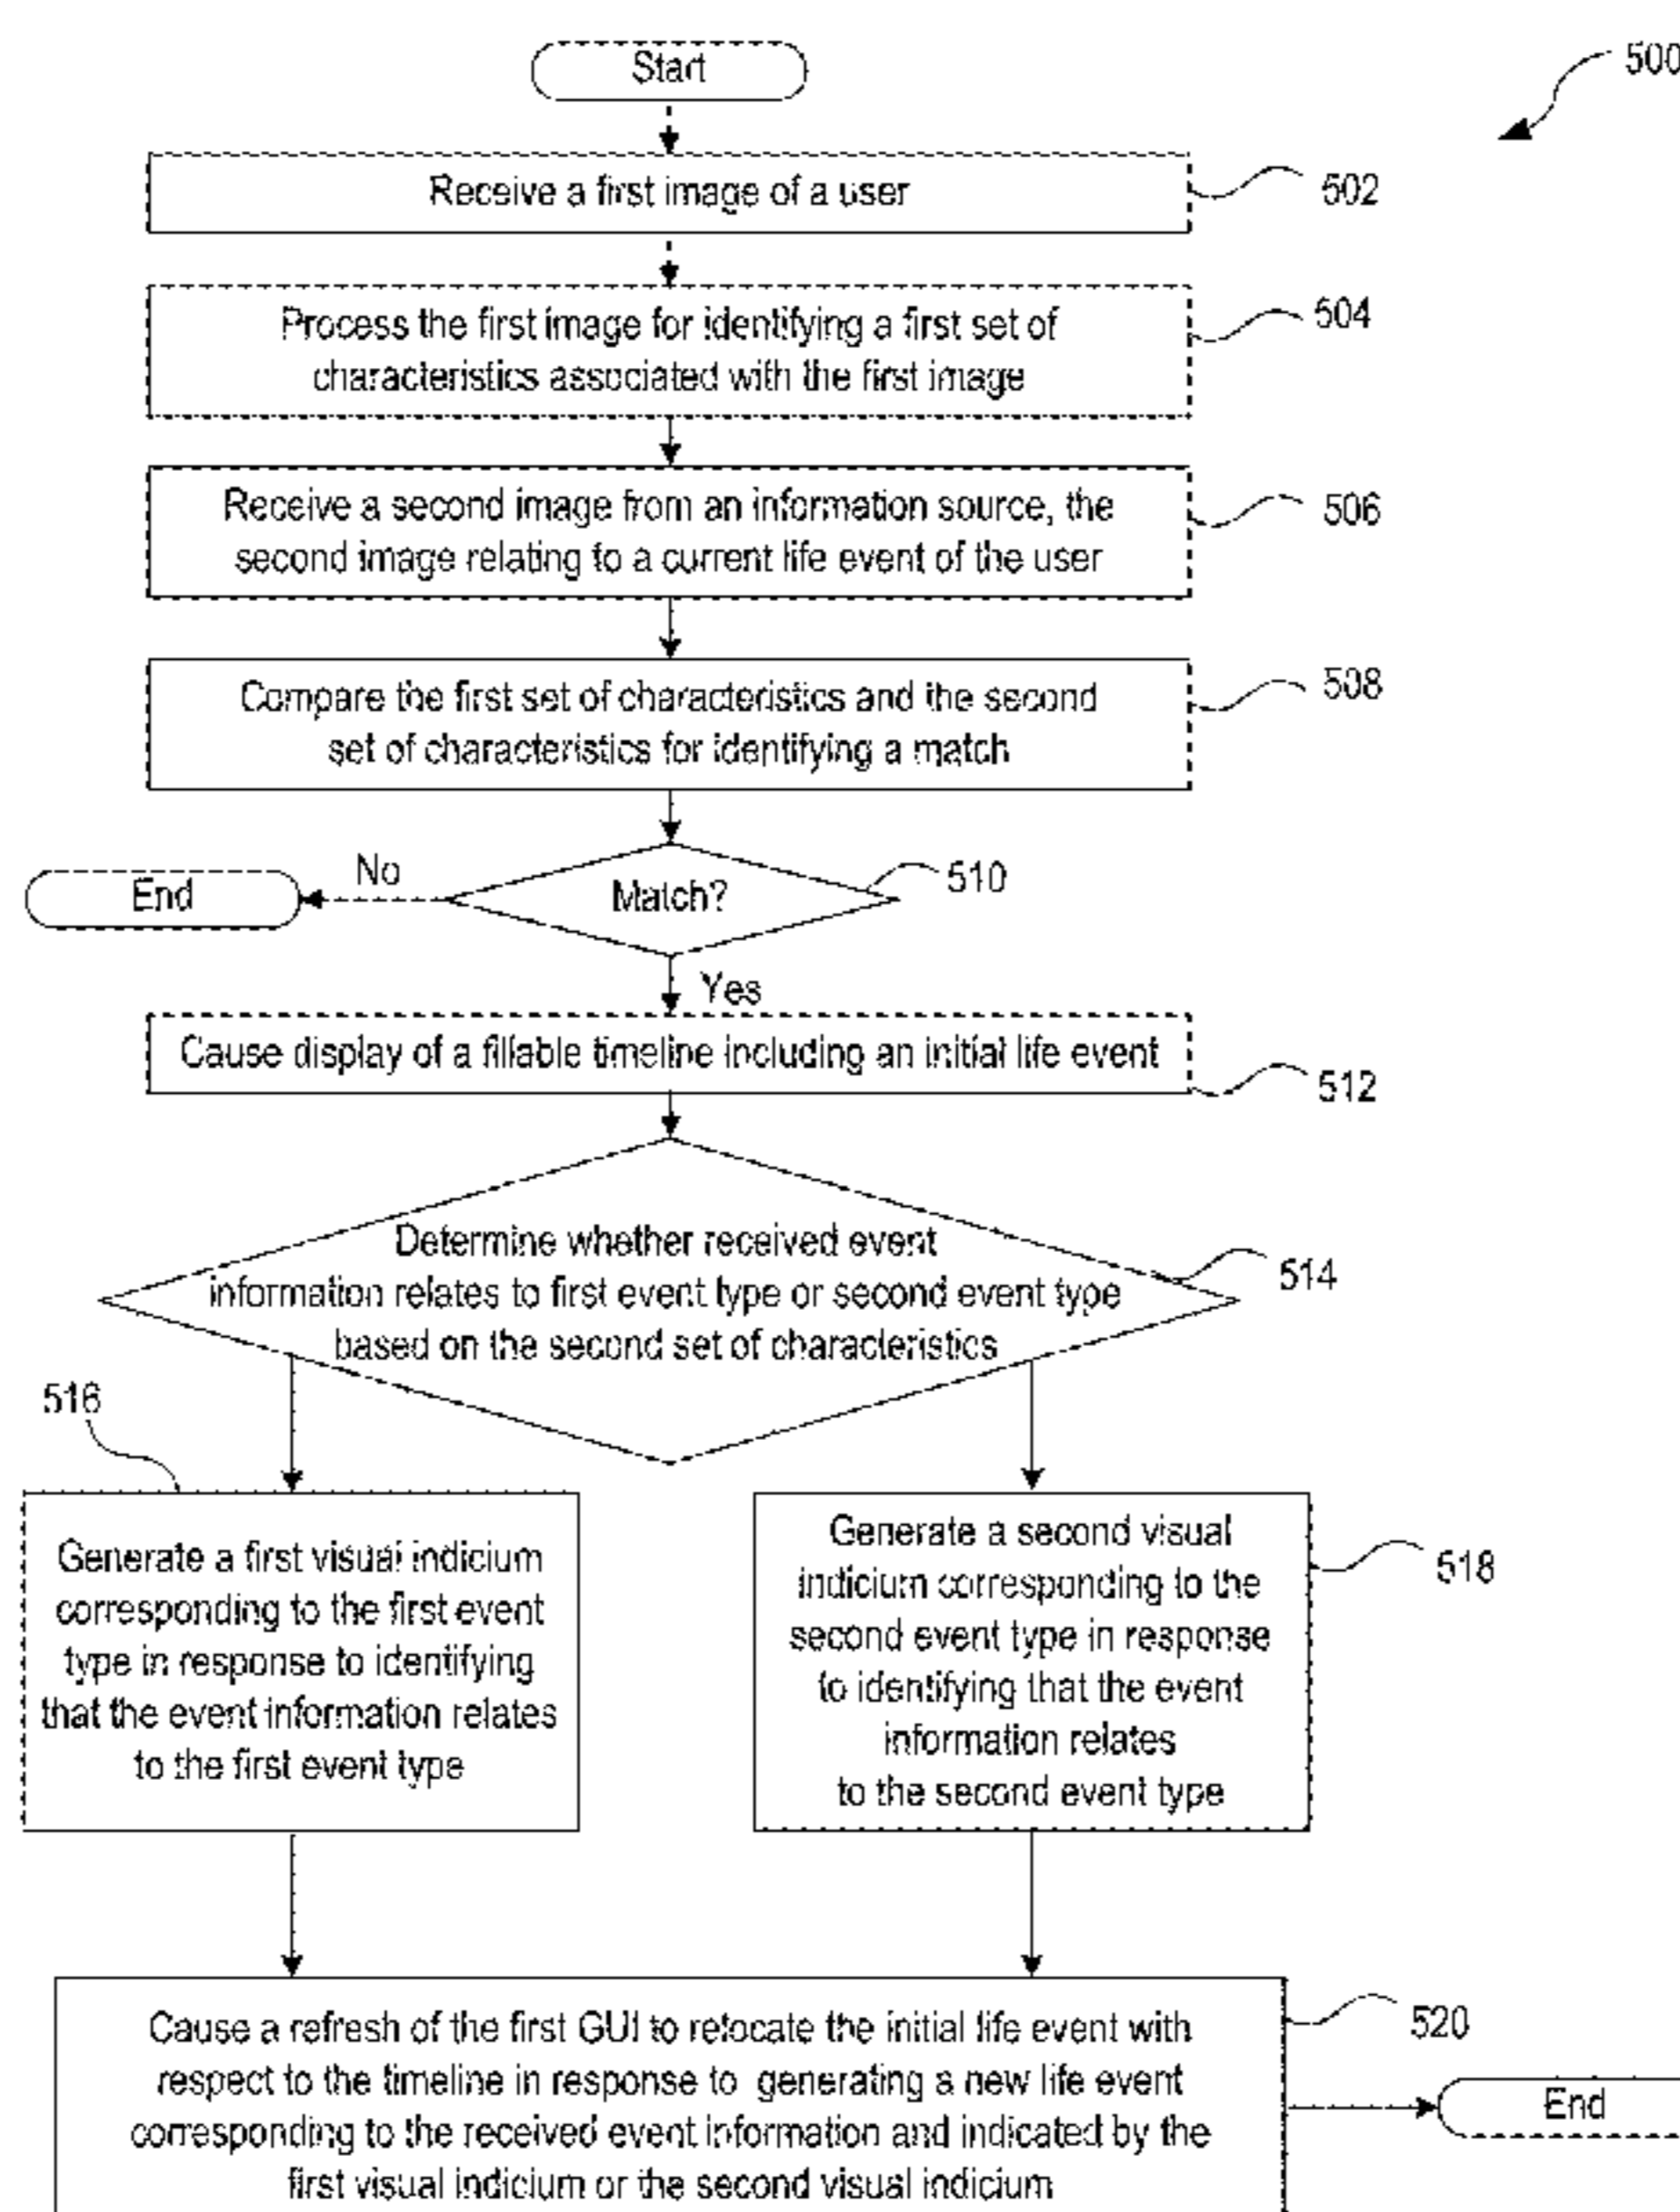 Start
500
Receive a first image of a user
502
Process the first image for identifying a first set of
characteristics associated with the first image
504
Receive a second image from an information source, the
second image relating to a current life event of the user
506
Compare the first set of characteristics and the second
set of characteristics for identifying a match
508
Match?
510
No
End
Yes
Cause display of a fillable timeline including an initial life event
512
Determine whether received event
information relates to first event type or second event type
based on the second set of characteristics
514
516
Generate a first visual indicium
corresponding to the first event
type in response to identifying
that the event information relates
to the first event type
Generate a second visual
indicium corresponding to the
second event type in response
to identifying that the event
information relates
to the second event type
518
Cause a refresh of the first GUI to relocate the initial life event with
respect to the timeline in response to generating a new life event
corresponding to the received event information and indicated by the
first visual indicium or the second visual indicium
520
End